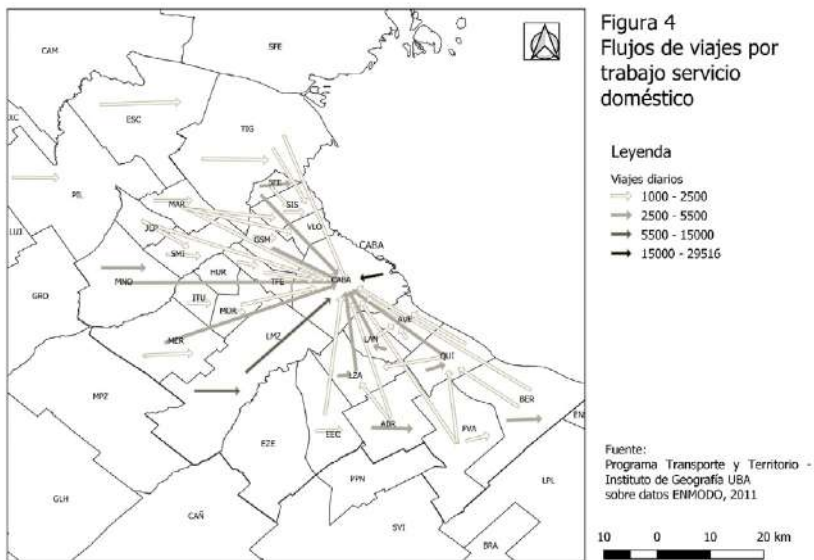 Figura 4
Flujos de viajes por
trabajo servicio
doméstico
Leyenda
Viajes diarios
1000 - 2500
2500 - 5500
5500 - 15000
15000 - 29516
Fuente:
Programa Transporte y Territorio -
Instituto de Geografía UBA
sobre datos ENMODO, 2011
10 0 10 20 km
CAM
SFE
ESC
TIG
PIL
SFE
MAR
SIS
VLO
LUJ
JCP
GSM
CABA
SMI
HUR
TFE
CABA
GRO
MNO
ITU
MOR
AVE
MER
LMZ
LAN
QUI
MPZ
LZA
BER
ABR
EEC
FVA
EZE
PPN
LPL
GLH
CAÑ
SVI
BRA